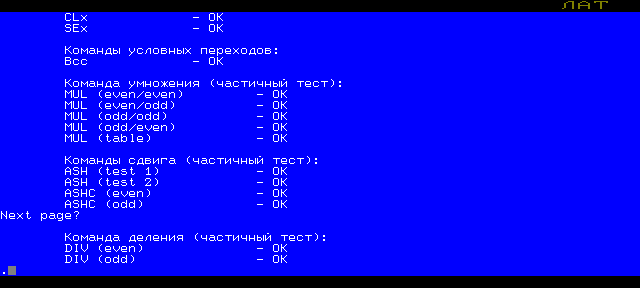 ЛАТ
CLx - OK
SEx - OK
Команды условных переходов:
Bcc - OK
Команда умножения (частичный тест):
MUL (even/even) - OK
MUL (even/odd) - OK
MUL (odd/odd) - OK
MUL (odd/even) - OK
MUL (table) - OK
Команды сдвига (частичный тест):
ASH (test 1) - OK
ASH (test 2) - OK
ASHC (even) - OK
ASHC (odd) - OK
Next page?
Команда деления (частичный тест):
DIV (even) - OK
DIV (odd) - OK
.